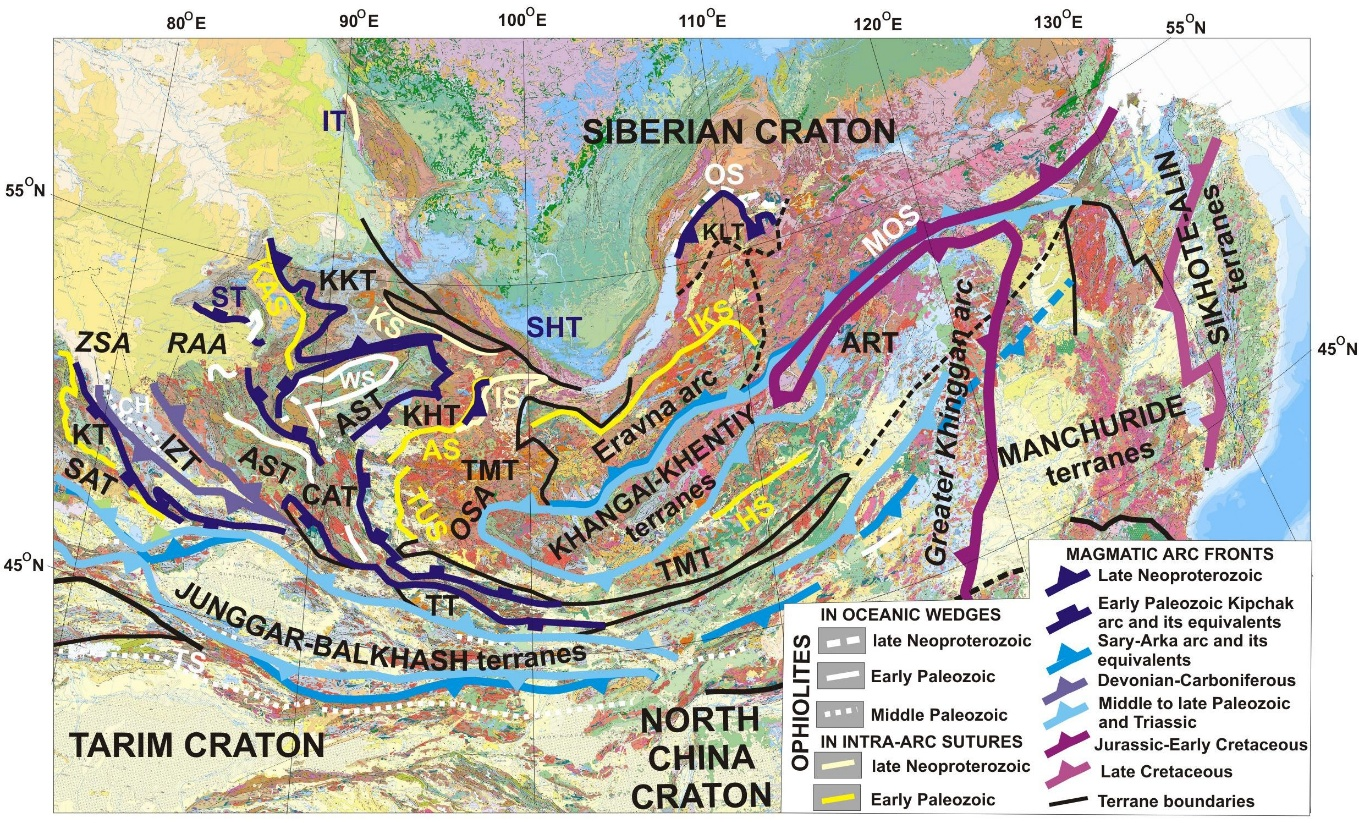 80°E 90°E 100°E 110°E 120°E 130°E 55°N
IT
SIBERIAN CRATON
OS
55°N
KLT
MOS
SIKHOTE-ALIN
terranes
KAS
KKT
ST
KS
SHT
IKS
ZSA
RAA
ART
45°N
WS
IS
CH
AST
KHT
Eravna arc
Greater Khinggan arc
KT
IZT
AS
MANCHURIDE
terranes
SAT
AST
CAT
TMT
TUS
OSA
KHANGAI-KHENTIY
terranes
HS
45°N
TMT
TT
JUNGGAR-BALKHASH terranes
TS
TARIM CRATON
NORTH
CHINA
CRATON
OPHIOLITES
IN OCEANIC WEDGES
late Neoproterozoic
Early Paleozoic
Middle Paleozoic
IN INTRA-ARC SUTURES
late Neoproterozoic
Early Paleozoic
MAGMATIC ARC FRONTS
Late Neoproterozoic
Early Paleozoic Kipchak
arc and its equivalents
Sary-Arka arc and its
equivalents
Devonian-Carboniferous
Middle to late Paleozoic
and Triassic
Jurassic-Early Cretaceous
Late Cretaceous
Terrane boundaries